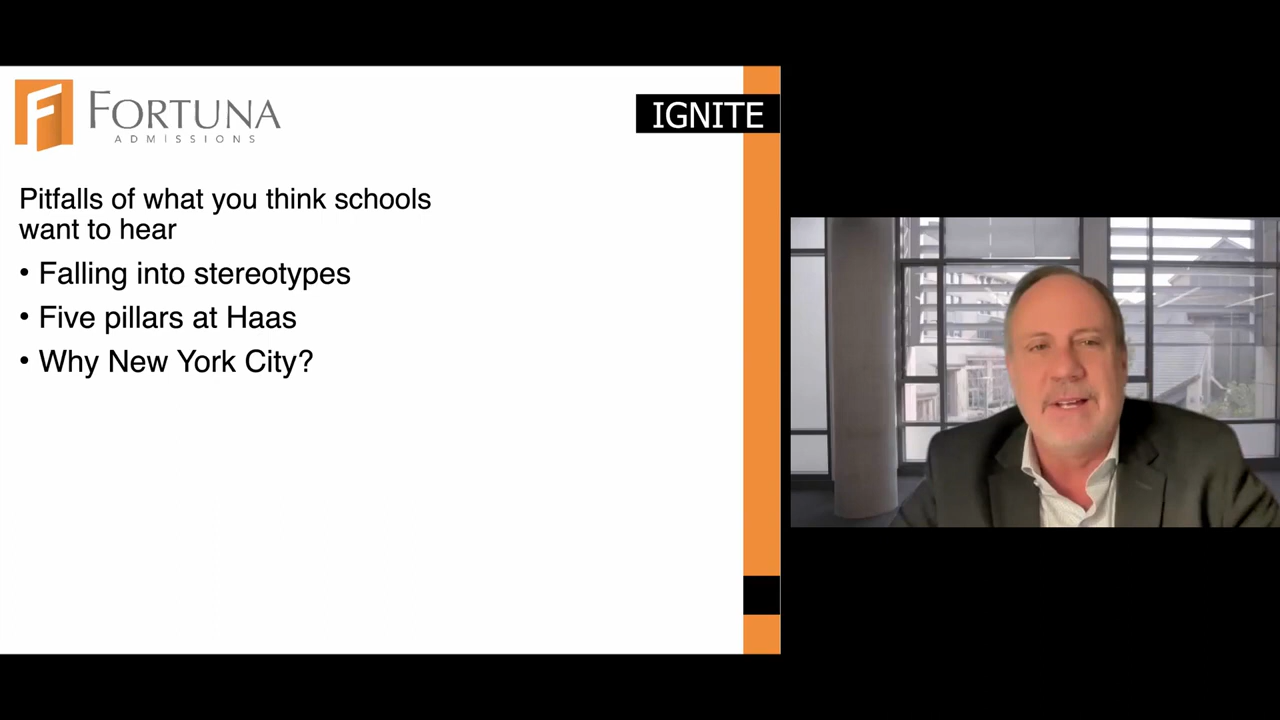 FORTUNA
ADMISSIONS
IGNITE
Pitfalls of what you think schools
want to hear
• Falling into stereotypes
• Five pillars at Haas
• Why New York City?